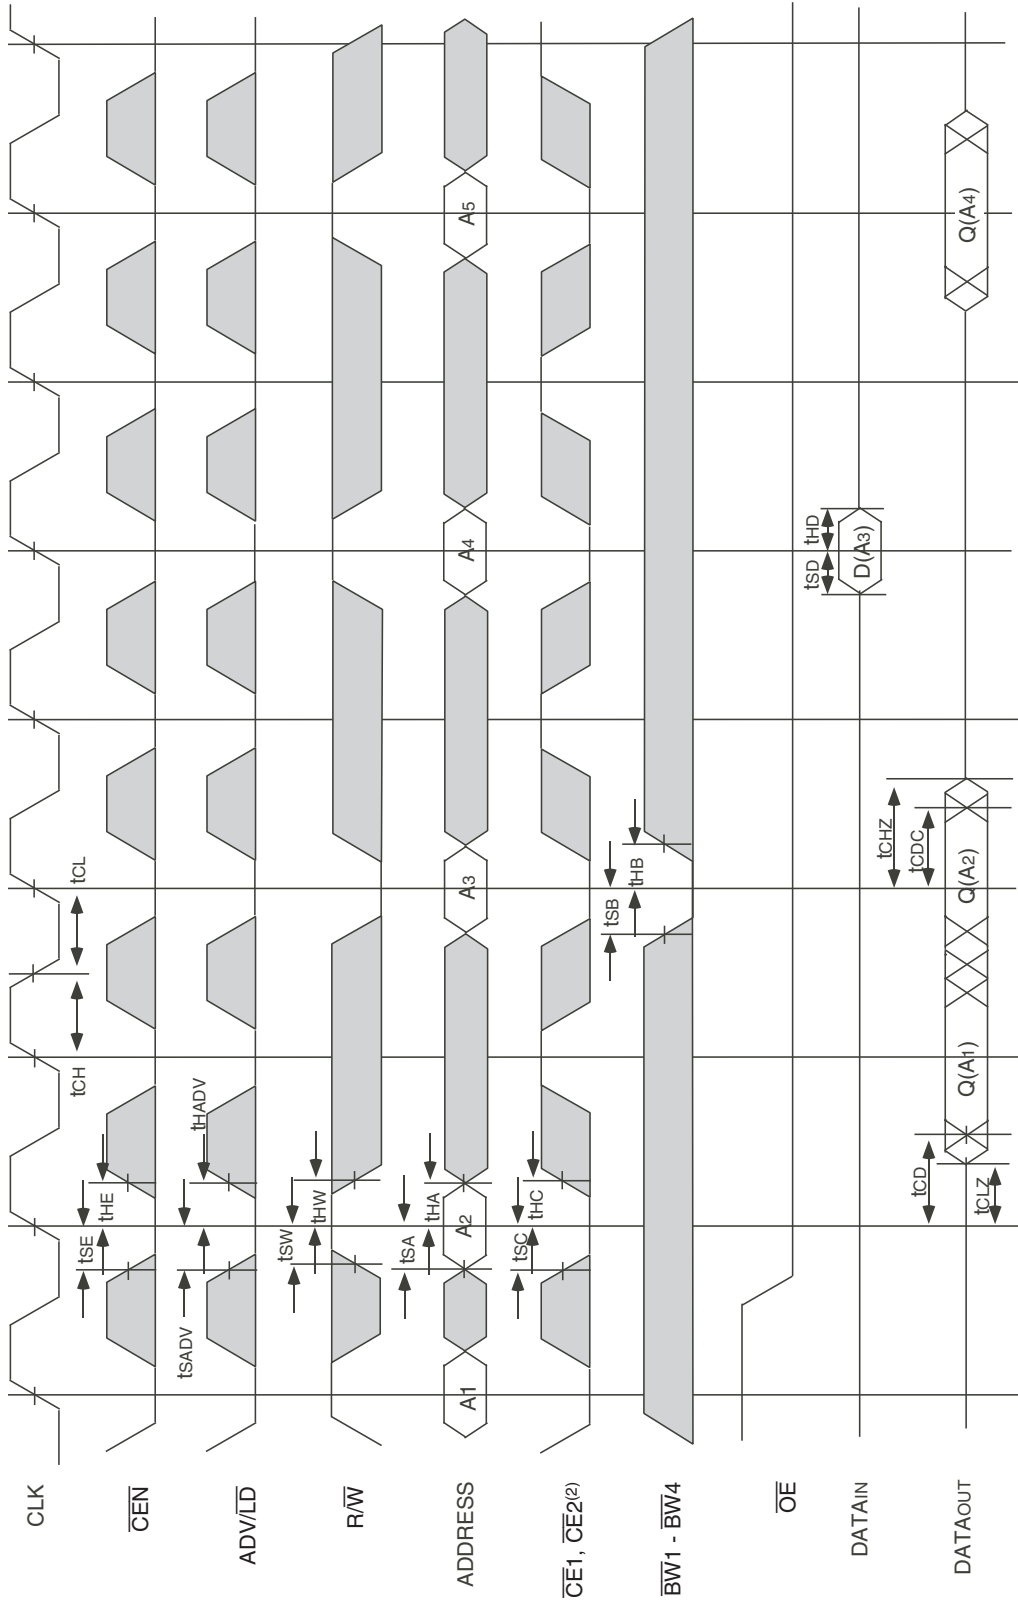 CLK
tCH
tCL
CEN
tSE
tHE
ADV/LD
tSADV
tHADV
R/W
tSW
tHW
ADDRESS
A1
tSA
tHA
A2
A3
A4
A5
CE1, CE2(2)
tSC
tHC
BW1 - BW4
tSB
tHB
OE
DATAIN
tSD
tHD
D(A3)
DATAOUT
tCD
tCLZ
Q(A1)
Q(A2)
tCHZ
tCDC
Q(A4)